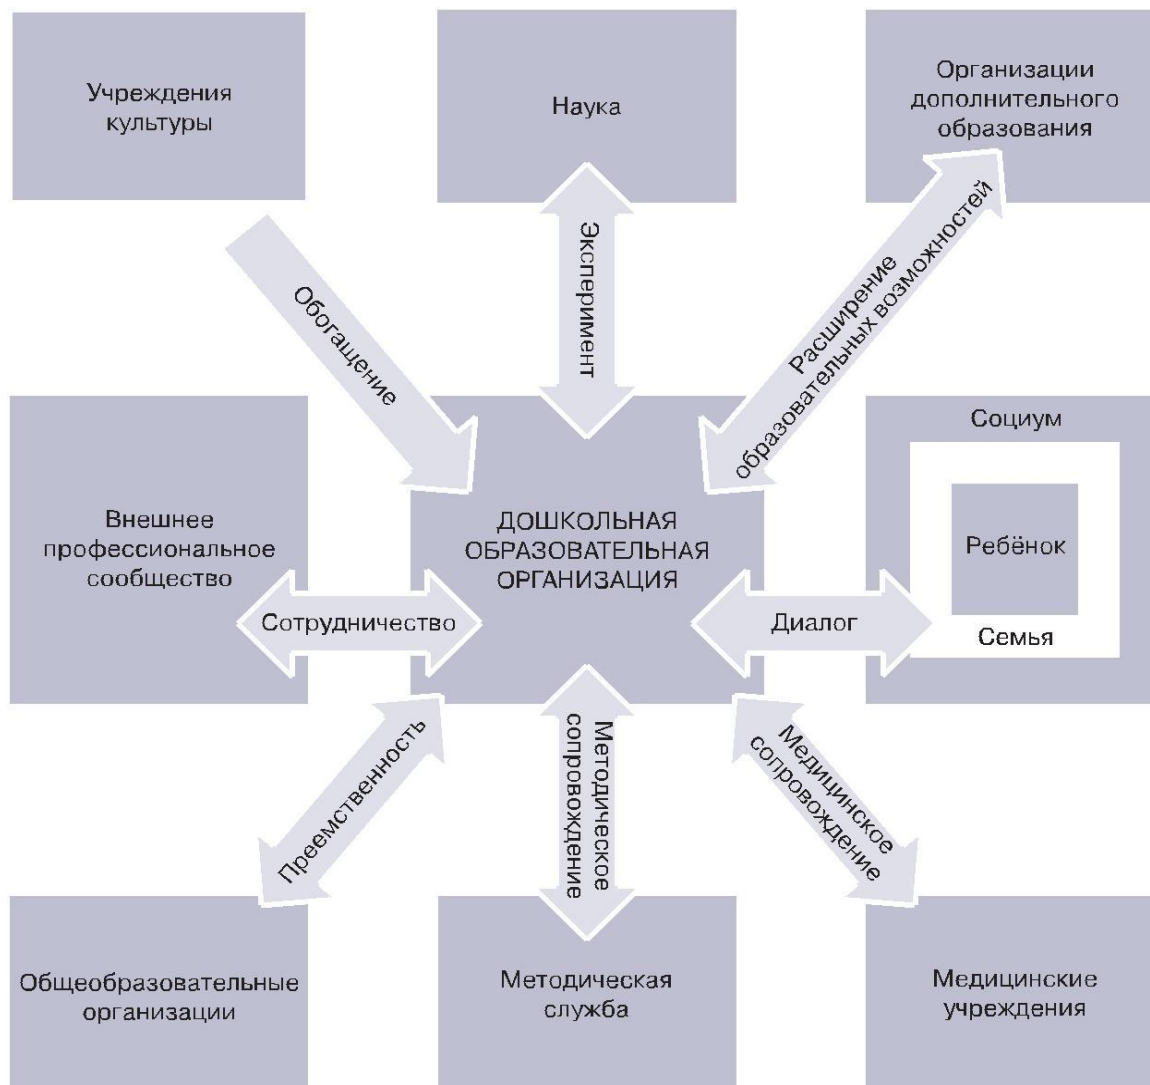 Учреждения
культуры
Наука
Организации
дополнительного
образования
Обогащение
Эксперимент
Расширение
образовательных возможностей
Внешнее
профессиональное
сообщество
ДОШКОЛЬНАЯ
ОБРАЗОВАТЕЛЬНАЯ
ОРГАНИЗАЦИЯ
Социум
Ребёнок
Семья
Сотрудничество
Диалог
Преемственность
Методическое
сопровождение
Медицинское
сопровождение
Общеобразовательные
организации
Методическая
служба
Медицинские
учреждения